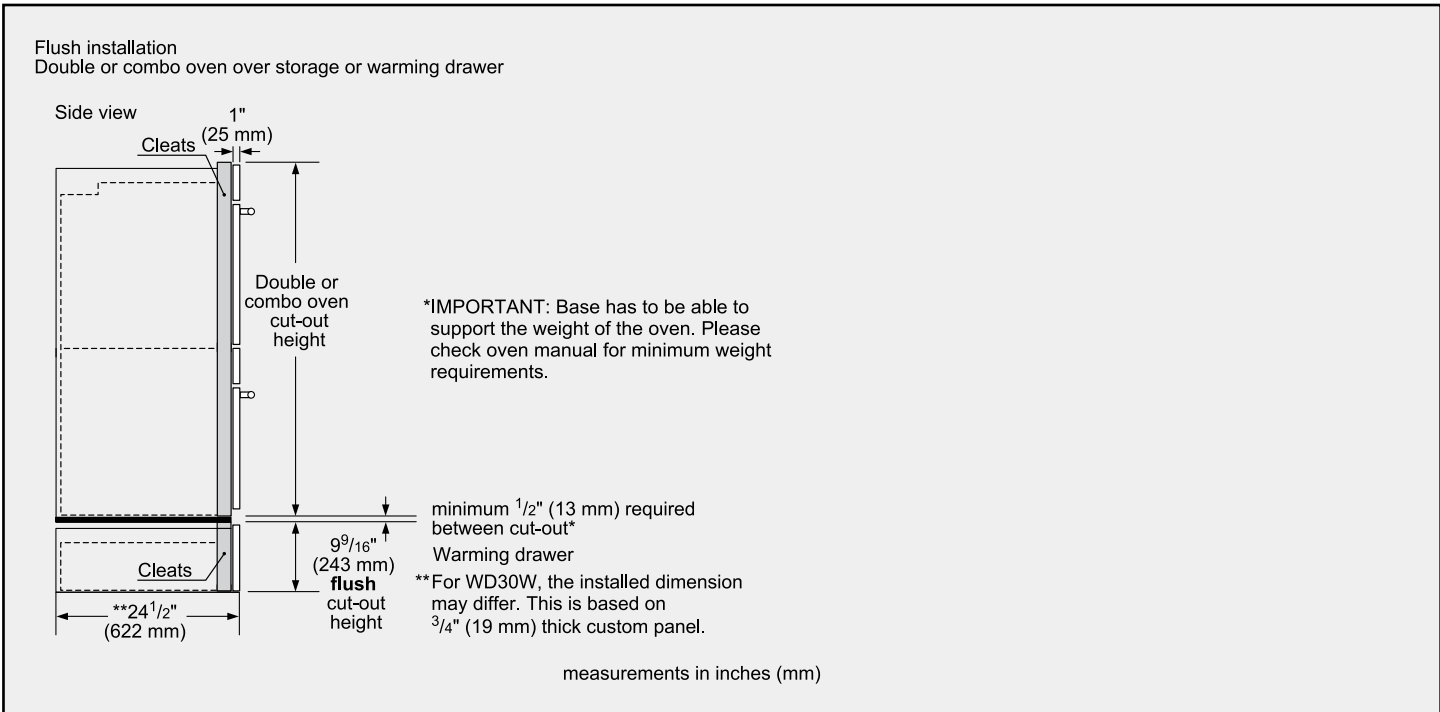 Flush installation
Double or combo oven over storage or warming drawer
Side view
1"
(25 mm)
Cleats
Double or
combo oven
cut-out
height
*IMPORTANT: Base has to be able to
support the weight of the oven. Please
check oven manual for minimum weight
requirements.
minimum 1/2" (13 mm) required
between cut-out*
Warming drawer
9 9/16"
(243 mm)
flush
cut-out
height
Cleats
**24 1/2"
(622 mm)
**For WD30W, the installed dimension
may differ. This is based on
3/4" (19 mm) thick custom panel.
measurements in inches (mm)